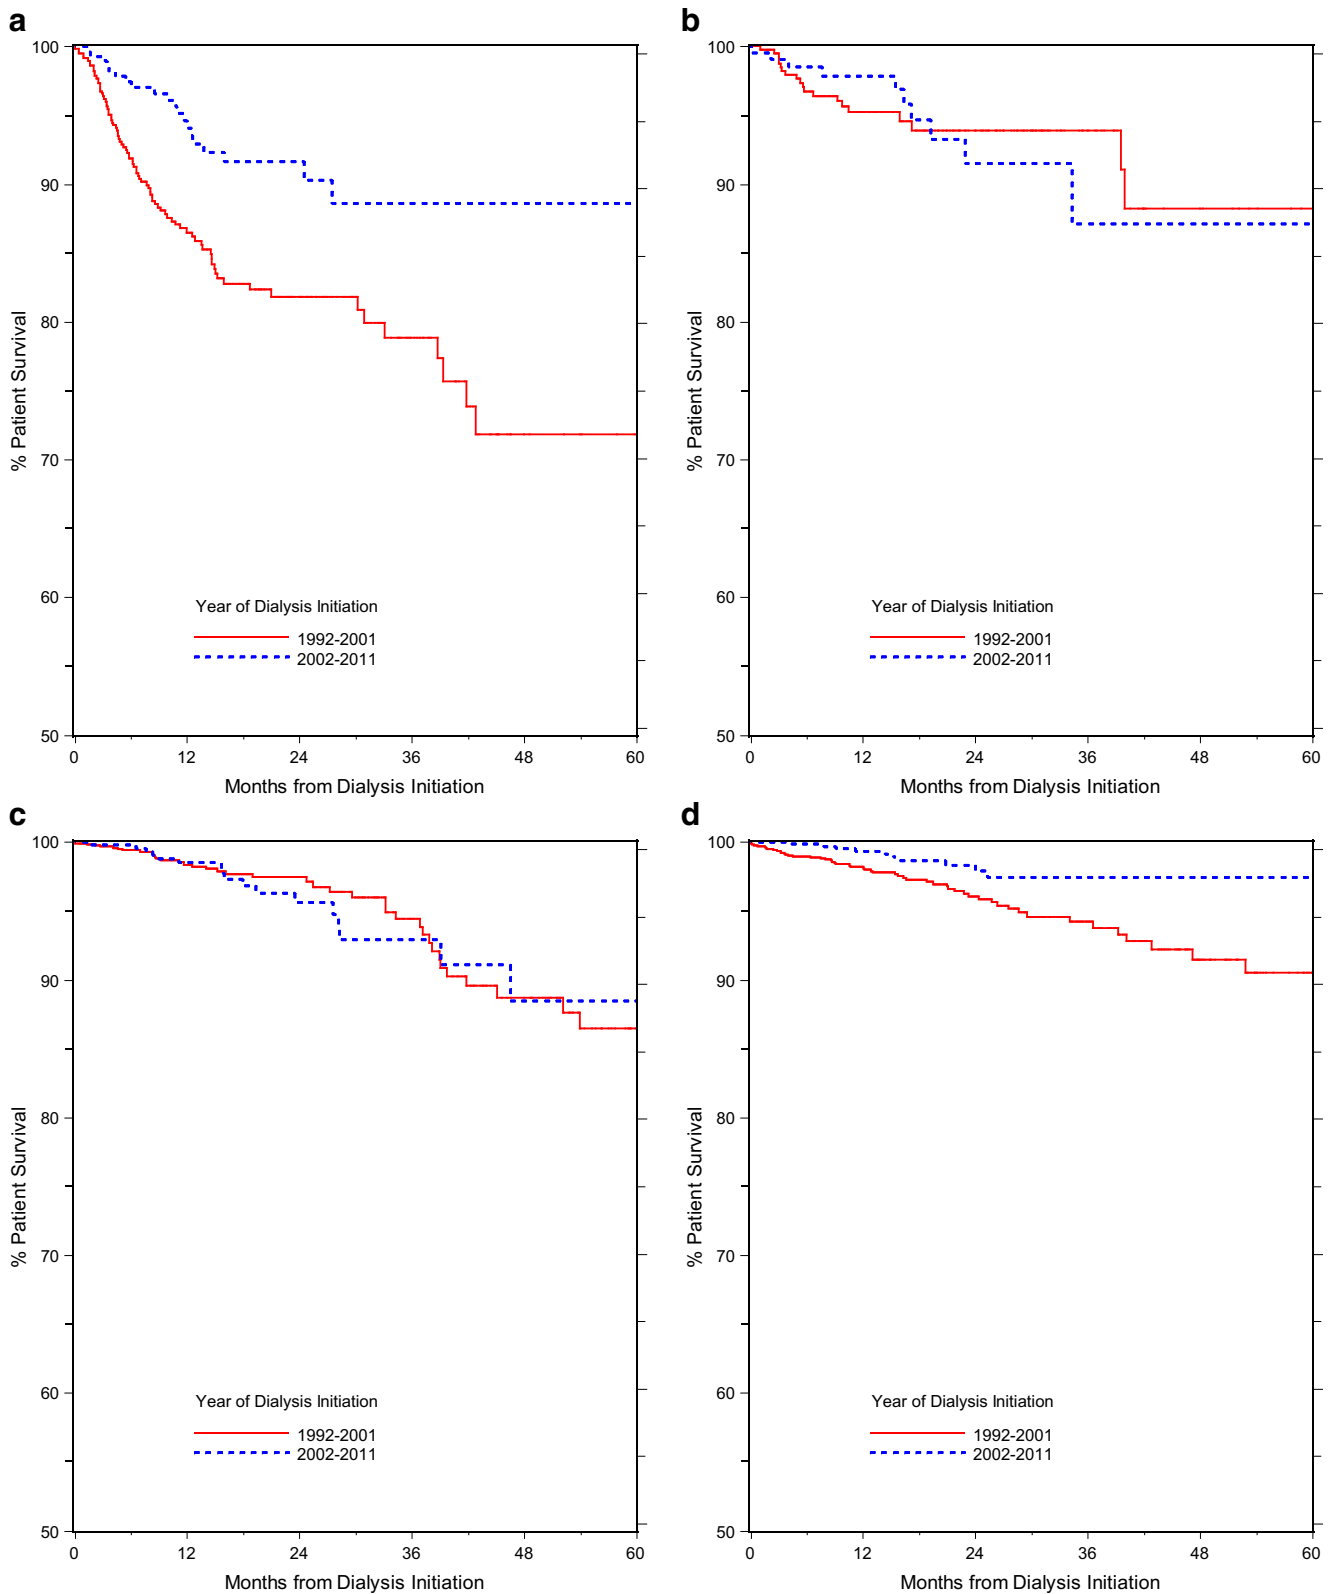 a
100
90
80
70
60
50
% Patient Survival
Year of Dialysis Initiation
1992-2001
2002-2011
0 12 24 36 48 60
Months from Dialysis Initiation
b
100
90
80
70
60
50
% Patient Survival
Year of Dialysis Initiation
1992-2001
2002-2011
0 12 24 36 48 60
Months from Dialysis Initiation
c
100
90
80
70
60
50
% Patient Survival
Year of Dialysis Initiation
1992-2001
2002-2011
0 12 24 36 48 60
Months from Dialysis Initiation
d
100
90
80
70
60
50
% Patient Survival
Year of Dialysis Initiation
1992-2001
2002-2011
0 12 24 36 48 60
Months from Dialysis Initiation